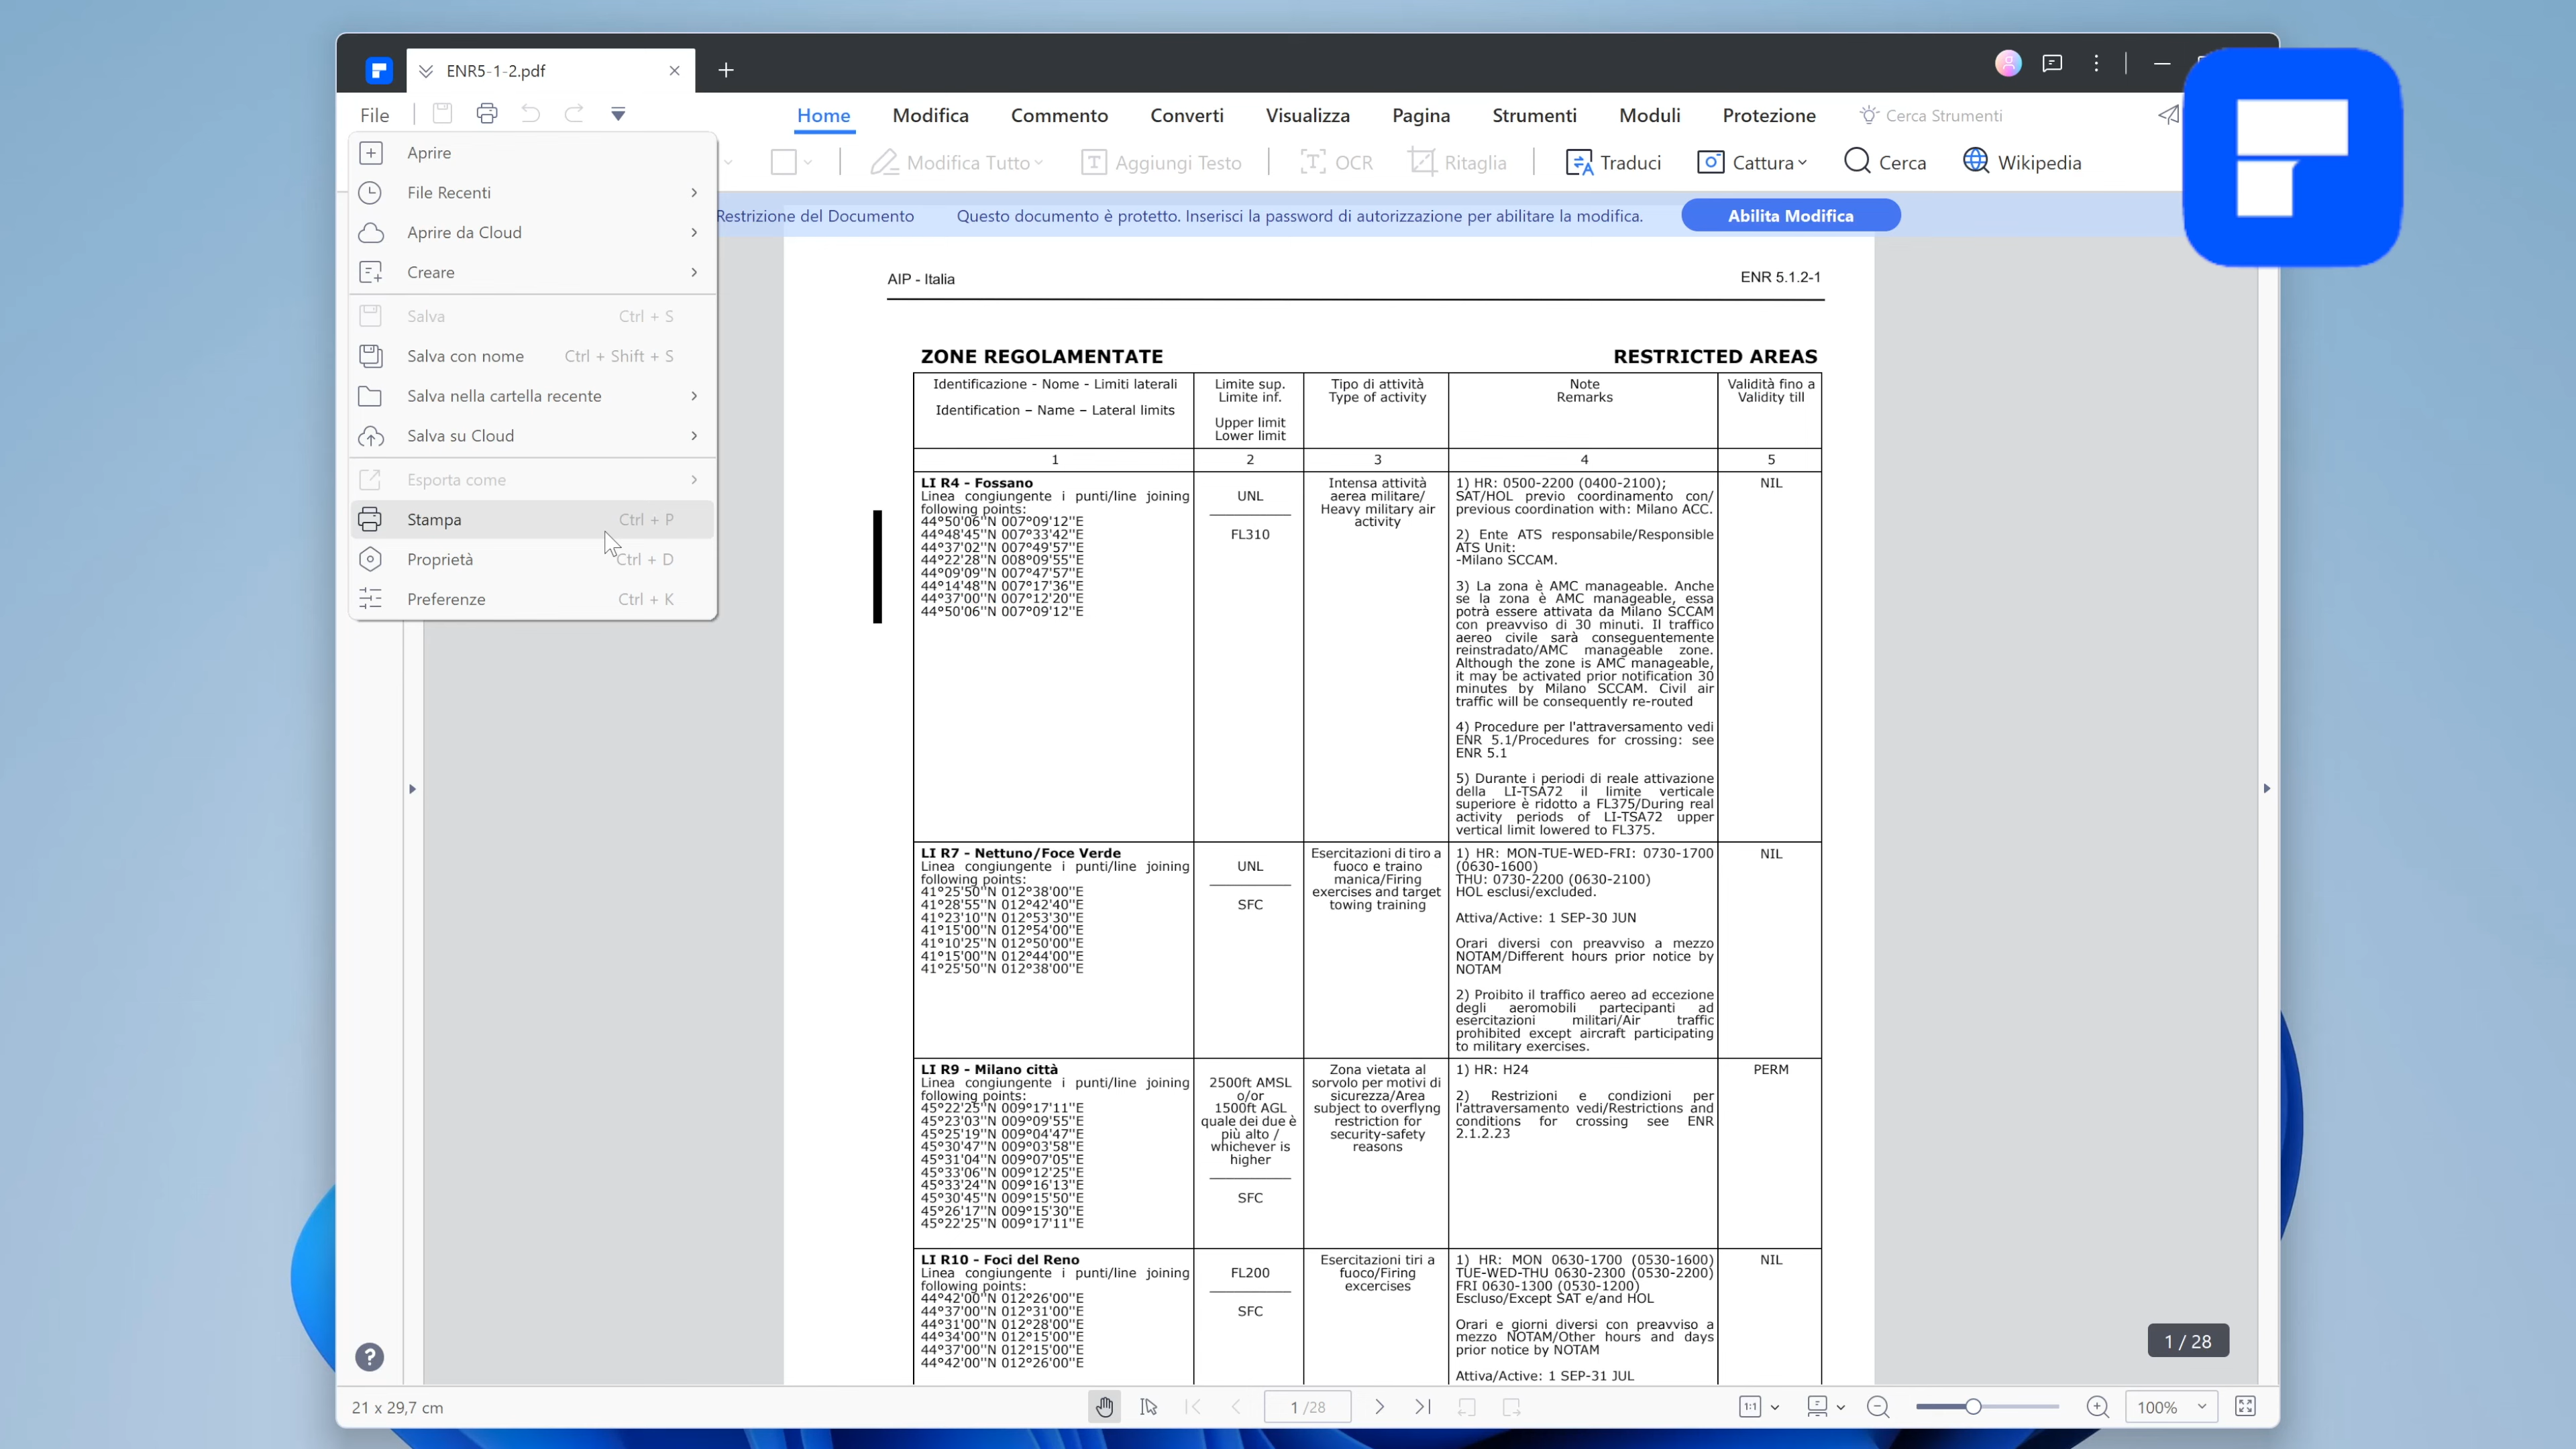 ENR5-1-2.pdf
File
Home Modifica Commento Converti Visualizza Pagina Strumenti Moduli Protezione Cerca Strumenti
Modifica Tutto Aggiungi Testo OCR Ritaglia Traduci Cattura Cerca Wikipedia
Aprire
File Recenti
Aprire da Cloud
Creare
Salva Ctrl + S
Salva con nome Ctrl + Shift + S
Salva nella cartella recente
Salva su Cloud
Esporta come
Stampa Ctrl + P
Proprietà Ctrl + D
Preferenze Ctrl + K
Restrizione del Documento Questo documento è protetto. Inserisci la password di autorizzazione per abilitare la modifica. Abilita Modifica
AIP - Italia ENR 5.1.2-1
ZONE REGOLAMENTATE RESTRICTED AREAS
Identificazione - Nome - Limiti laterali
Identification – Name – Lateral limits
Limite sup.
Limite inf.
Upper limit
Lower limit
Tipo di attività
Type of activity
Note
Remarks
Validità fino a
Validity till
1 2 3 4 5
LI R4 - Fossano
Linea congiungente i punti/line joining
following points:
44°50'06''N 007°09'12''E
44°48'45''N 007°33'42''E
44°37'02''N 007°49'57''E
44°22'28''N 008°09'55''E
44°09'09''N 007°47'57''E
44°14'48''N 007°17'36''E
44°37'00''N 007°12'20''E
44°50'06''N 007°09'12''E
UNL
FL310
Intensa attività
aerea militare/
Heavy military air
activity
1) HR: 0500-2200 (0400-2100);
SAT/HOL previo coordinamento con/
previous coordination with: Milano ACC.
2) Ente ATS responsabile/Responsible
ATS Unit:
-Milano SCCAM.
3) La zona è AMC manageable. Anche
se la zona è AMC manageable, essa
potrà essere attivata da Milano SCCAM
con preavviso di 30 minuti. Il traffico
aereo civile sarà conseguentemente
reinstradato/AMC manageable zone.
Although the zone is AMC manageable,
it may be activated prior notification 30
minutes by Milano SCCAM. Civil air
traffic will be consequently re-routed
4) Procedure per l'attraversamento vedi
ENR 5.1/Procedures for crossing: see
ENR 5.1
5) Durante i periodi di reale attivazione
della LI-TSA72 il limite verticale
superiore è ridotto a FL375/During real
activity periods of LI-TSA72 upper
vertical limit lowered to FL375.
NIL
LI R7 - Nettuno/Foce Verde
Linea congiungente i punti/line joining
following points:
41°25'50''N 012°38'00''E
41°28'55''N 012°42'40''E
41°23'10''N 012°53'30''E
41°15'00''N 012°54'00''E
41°10'25''N 012°50'00''E
41°15'00''N 012°44'00''E
41°25'50''N 012°38'00''E
UNL
SFC
Esercitazioni di tiro a
fuoco e traino
manica/Firing
exercises and target
towing training
1) HR: MON-TUE-WED-FRI: 0730-1700
(0630-1600)
THU: 0730-2200 (0630-2100)
HOL esclusi/excluded.
Attiva/Active: 1 SEP-30 JUN
Orari diversi con preavviso a mezzo
NOTAM/Different hours prior notice by
NOTAM
2) Proibito il traffico aereo ad eccezione
degli aeromobili partecipanti ad
esercitazioni militari/Air traffic
prohibited except aircraft participating
to military exercises.
NIL
LI R9 - Milano città
Linea congiungente i punti/line joining
following points:
45°22'25''N 009°17'11''E
45°23'03''N 009°09'55''E
45°25'19''N 009°04'47''E
45°30'47''N 009°03'58''E
45°31'04''N 009°07'05''E
45°33'06''N 009°12'25''E
45°33'24''N 009°16'13''E
45°30'45''N 009°15'50''E
45°26'17''N 009°15'30''E
45°22'25''N 009°17'11''E
2500ft AMSL
o/or
1500ft AGL
quale dei due è
più alto /
whichever is
higher
SFC
Zona vietata al
sorvolo per motivi di
sicurezza/Area
subject to overflyng
restriction for
security-safety
reasons
1) HR: H24
2) Restrizioni e condizioni per
l'attraversamento vedi/Restrictions and
conditions for crossing see ENR
2.1.2.23
PERM
LI R10 - Foci del Reno
Linea congiungente i punti/line joining
following points:
44°42'00''N 012°26'00''E
44°37'00''N 012°31'00''E
44°31'00''N 012°28'00''E
44°34'00''N 012°15'00''E
44°37'00''N 012°15'00''E
44°42'00''N 012°26'00''E
FL200
SFC
Esercitazioni tiri a
fuoco/Firing
excercises
1) HR: MON 0630-1700 (0530-1600)
TUE-WED-THU 0630-2300 (0530-2200)
FRI 0630-1300 (0530-1200)
Escluso/Except SAT e/and HOL
Orari e giorni diversi con preavviso a
mezzo NOTAM/Other hours and days
prior notice by NOTAM
Attiva/Active: 1 SEP-31 JUL
NIL
1 / 28
21 x 29,7 cm 1 /28 1:1 100%